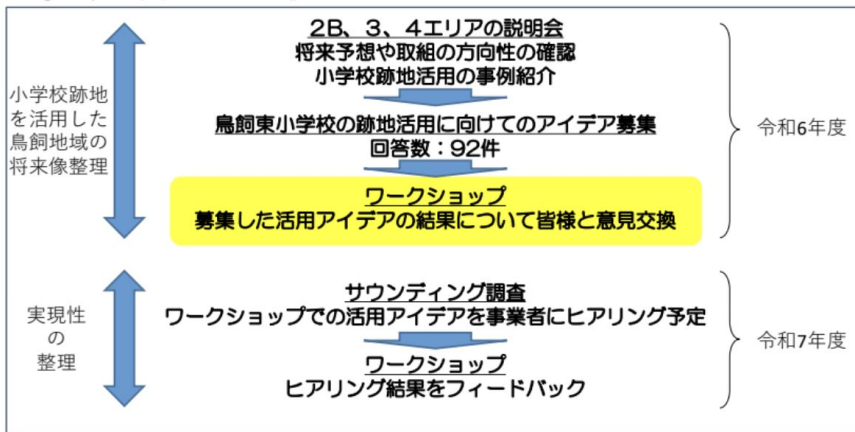 2B、3、4エリアの説明会
将来予想や取組の方向性の確認
小学校跡地活用の事例紹介
小学校跡地
を活用した
鳥飼地域の
将来像整理
鳥飼東小学校の跡地活用に向けてのアイデア募集
回答数：92件
令和6年度
ワークショップ
募集した活用アイデアの結果について皆様と意見交換
サウンディング調査
ワークショップでの活用アイデアを事業者にヒアリング予定
実現性
の
整理
令和7年度
ワークショップ
ヒアリング結果をフィードバック